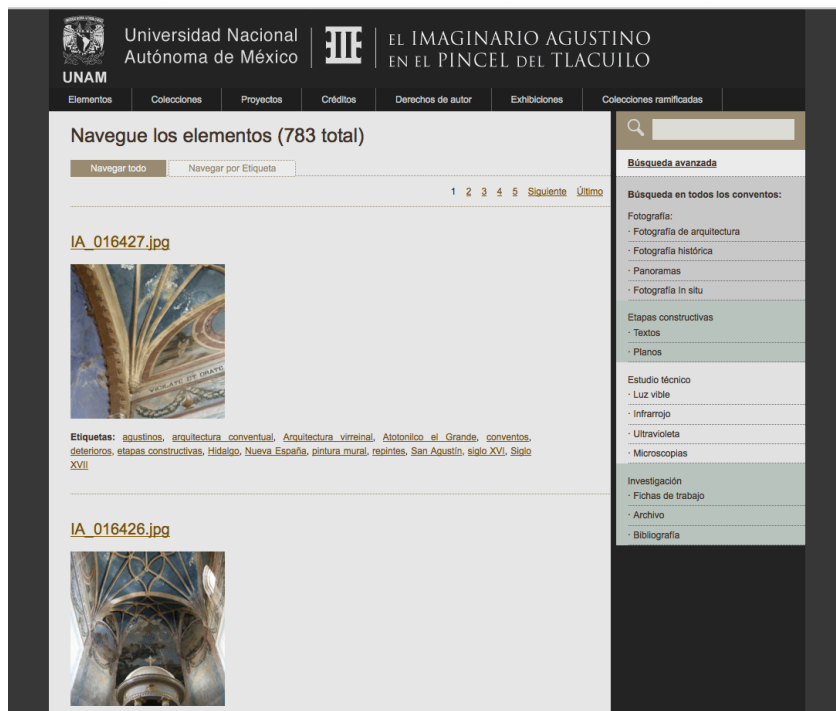 UNAM
Universidad Nacional
Autónoma de México
EL IMAGINARIO AGUSTINO
EN EL PINCEL DEL TLACUILO
Elementos Colecciones Proyectos Créditos Derechos de autor Exhibiciones Colecciones ramificadas
Navegue los elementos (783 total)
Navegar todo Navegar por Etiqueta
1 2 3 4 5 Siguiente Último
IA_016427.jpg
VIGILATE ET ORATE
Etiquetas: agustinos, arquitectura conventual, Arquitectura virreinal, Atotonilco el Grande, conventos,
deterioros, etapas constructivas, Hidalgo, Nueva España, pintura mural, repintes, San Agustín, siglo XVI, Siglo
XVII
IA_016426.jpg
Búsqueda avanzada
Búsqueda en todos los conventos:
Fotografía:
· Fotografía de arquitectura
· Fotografía histórica
· Panoramas
· Fotografía In situ
Etapas constructivas
· Textos
· Planos
Estudio técnico
· Luz vible
· Infrarrojo
· Ultravioleta
· Microscopias
Investigación
· Fichas de trabajo
· Archivo
· Bibliografía